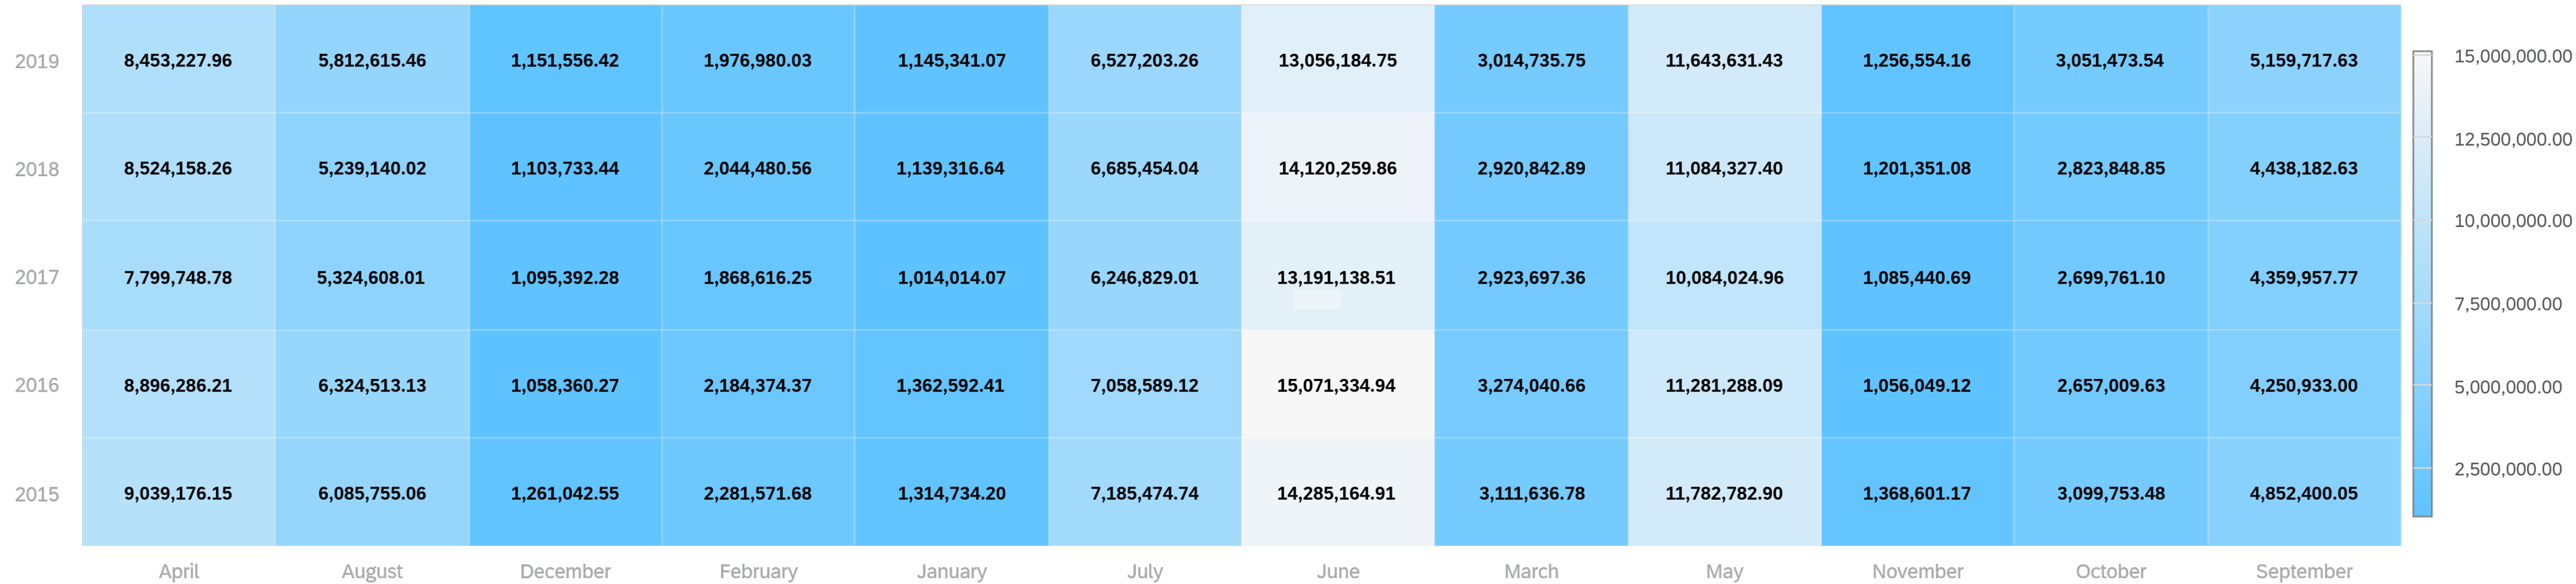 2019 8,453,227.96 5,812,615.46 1,151,556.42 1,976,980.03 1,145,341.07 6,527,203.26 13,056,184.75 3,014,735.75 11,643,631.43 1,256,554.16 3,051,473.54 5,159,717.63
2018 8,524,158.26 5,239,140.02 1,103,733.44 2,044,480.56 1,139,316.64 6,685,454.04 14,120,259.86 2,920,842.89 11,084,327.40 1,201,351.08 2,823,848.85 4,438,182.63
2017 7,799,748.78 5,324,608.01 1,095,392.28 1,868,616.25 1,014,014.07 6,246,829.01 13,191,138.51 2,923,697.36 10,084,024.96 1,085,440.69 2,699,761.10 4,359,957.77
2016 8,896,286.21 6,324,513.13 1,058,360.27 2,184,374.37 1,362,592.41 7,058,589.12 15,071,334.94 3,274,040.66 11,281,288.09 1,056,049.12 2,657,009.63 4,250,933.00
2015 9,039,176.15 6,085,755.06 1,261,042.55 2,281,571.68 1,314,734.20 7,185,474.74 14,285,164.91 3,111,636.78 11,782,782.90 1,368,601.17 3,099,753.48 4,852,400.05
April August December February January July June March May November October September
15,000,000.00
12,500,000.00
10,000,000.00
7,500,000.00
5,000,000.00
2,500,000.00